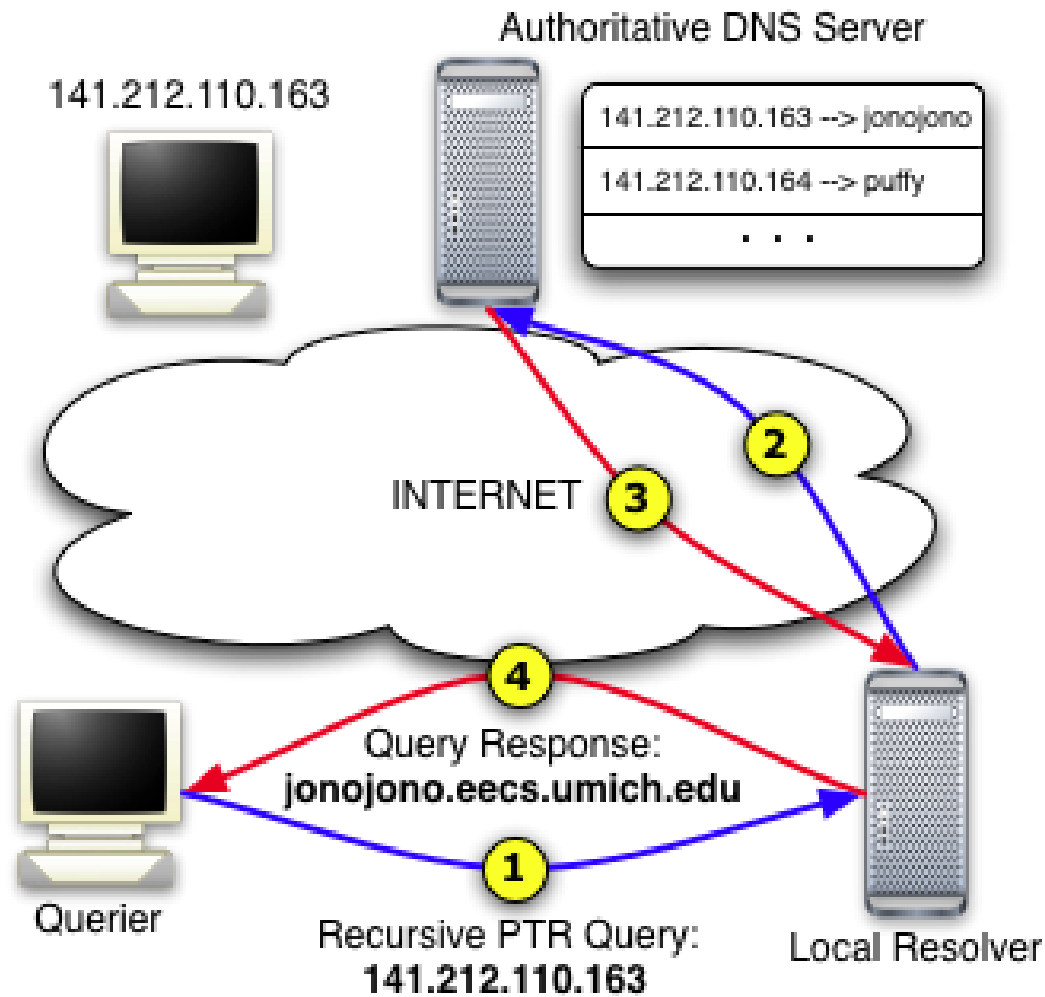 Authoritative DNS Server
141.212.110.163
141.212.110.163 --> jonojono
141.212.110.164 --> puffy
. . .
2
INTERNET
3
4
Query Response:
jonojono.eecs.umich.edu
1
Querier
Recursive PTR Query:
141.212.110.163
Local Resolver